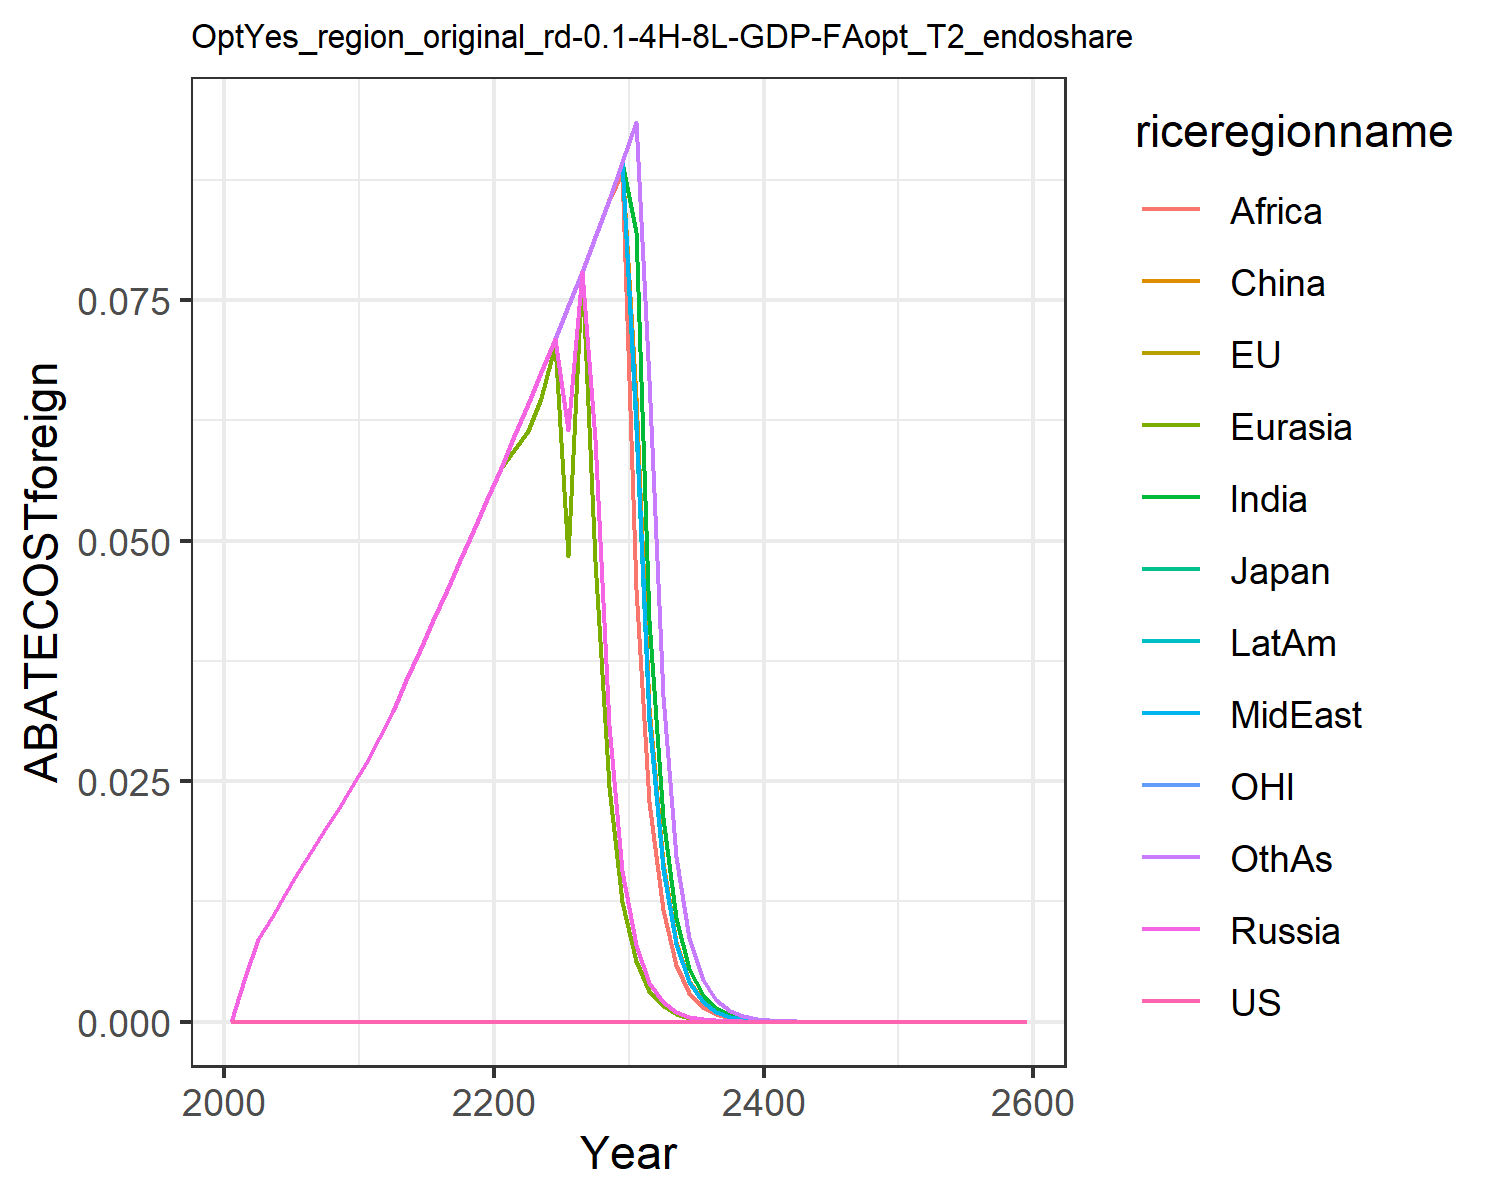 OptYes_region_original_rd-0.1-4H-8L-GDP-FAopt_T2_endoshare
ABATECOSTforeign
0.075
0.050
0.025
0.000
2000
2200
2400
2600
Year
riceregionname
Africa
China
EU
Eurasia
India
Japan
LatAm
MidEast
OHI
OthAs
Russia
US